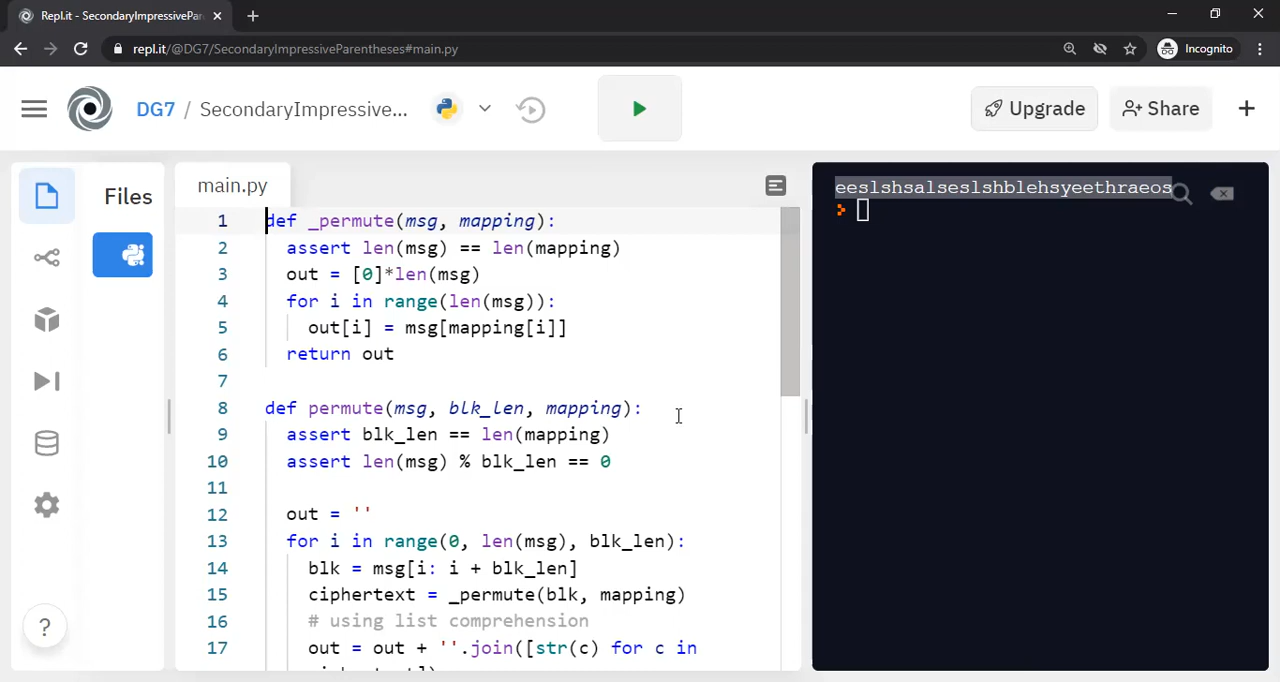 Repl.it - SecondaryImpressivePar
repl.it/@DG7/SecondaryImpressiveParentheses#main.py
Incognito
DG7 / SecondaryImpressive...
Upgrade
Share
Files
main.py
1 def _permute(msg, mapping):
2 assert len(msg) == len(mapping)
3 out = [0]*len(msg)
4 for i in range(len(msg)):
5 out[i] = msg[mapping[i]]
6 return out
7
8 def permute(msg, blk_len, mapping):
9 assert blk_len == len(mapping)
10 assert len(msg) % blk_len == 0
11
12 out = ''
13 for i in range(0, len(msg), blk_len):
14 blk = msg[i: i + blk_len]
15 ciphertext = _permute(blk, mapping)
16 # using list comprehension
17 out = out + ''.join([str(c) for c in
eeslshsalseslshblehsyeethraeos
?